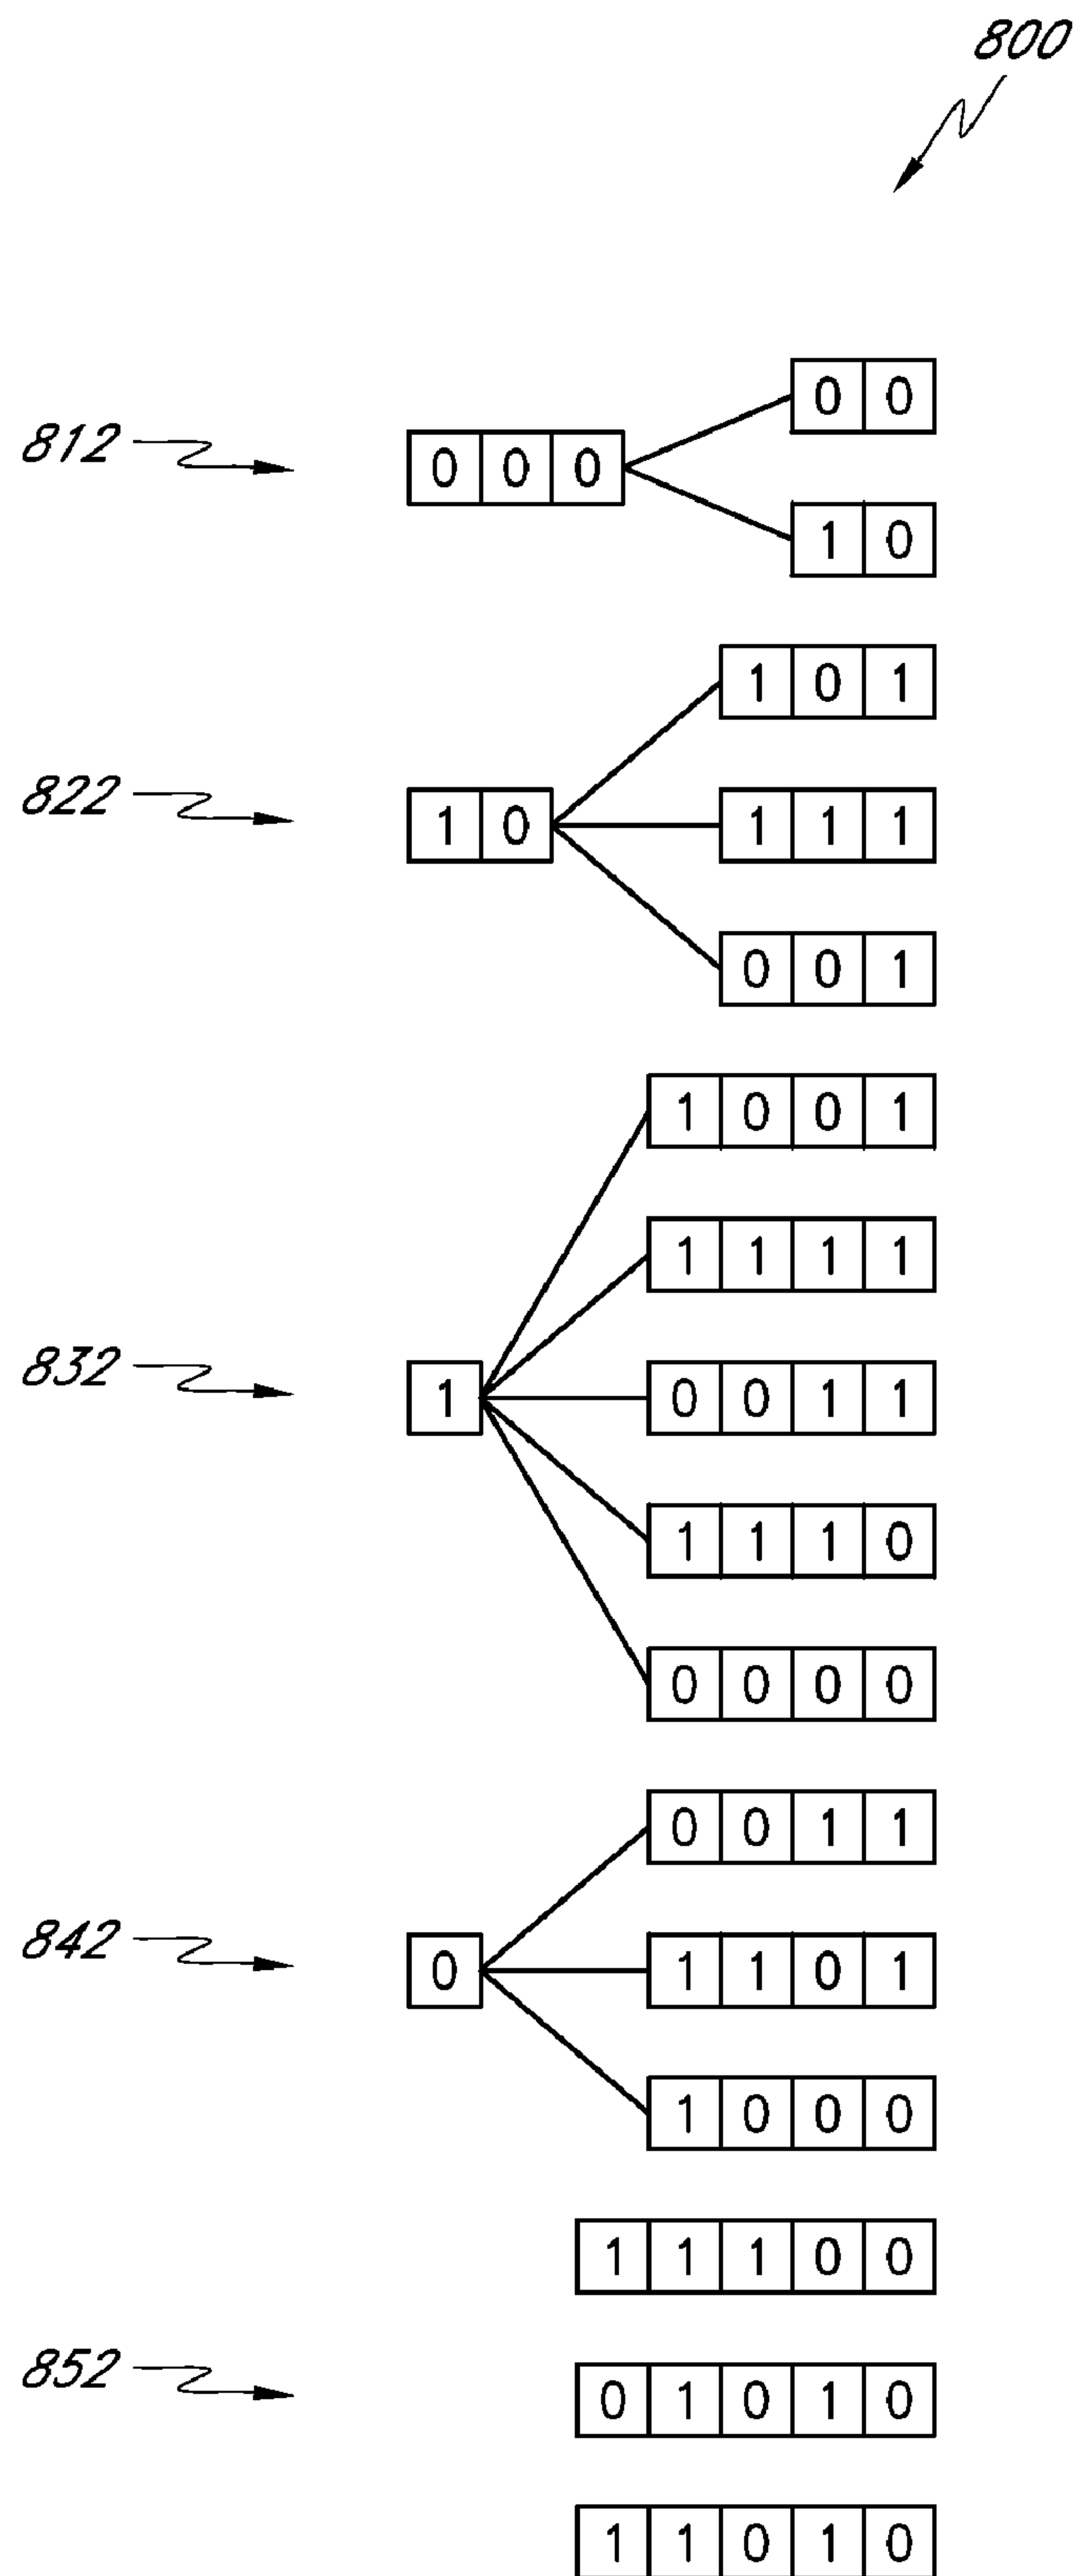 800
0 0
812 0 0 0
1 0
1 0 1
822 1 0 1 1 1
0 0 1
1 0 0 1
1 1 1 1
832 1 0 0 1 1
1 1 1 0
0 0 0 0
0 0 1 1
842 0 1 1 0 1
1 0 0 0
1 1 1 0 0
852 0 1 0 1 0
1 1 0 1 0